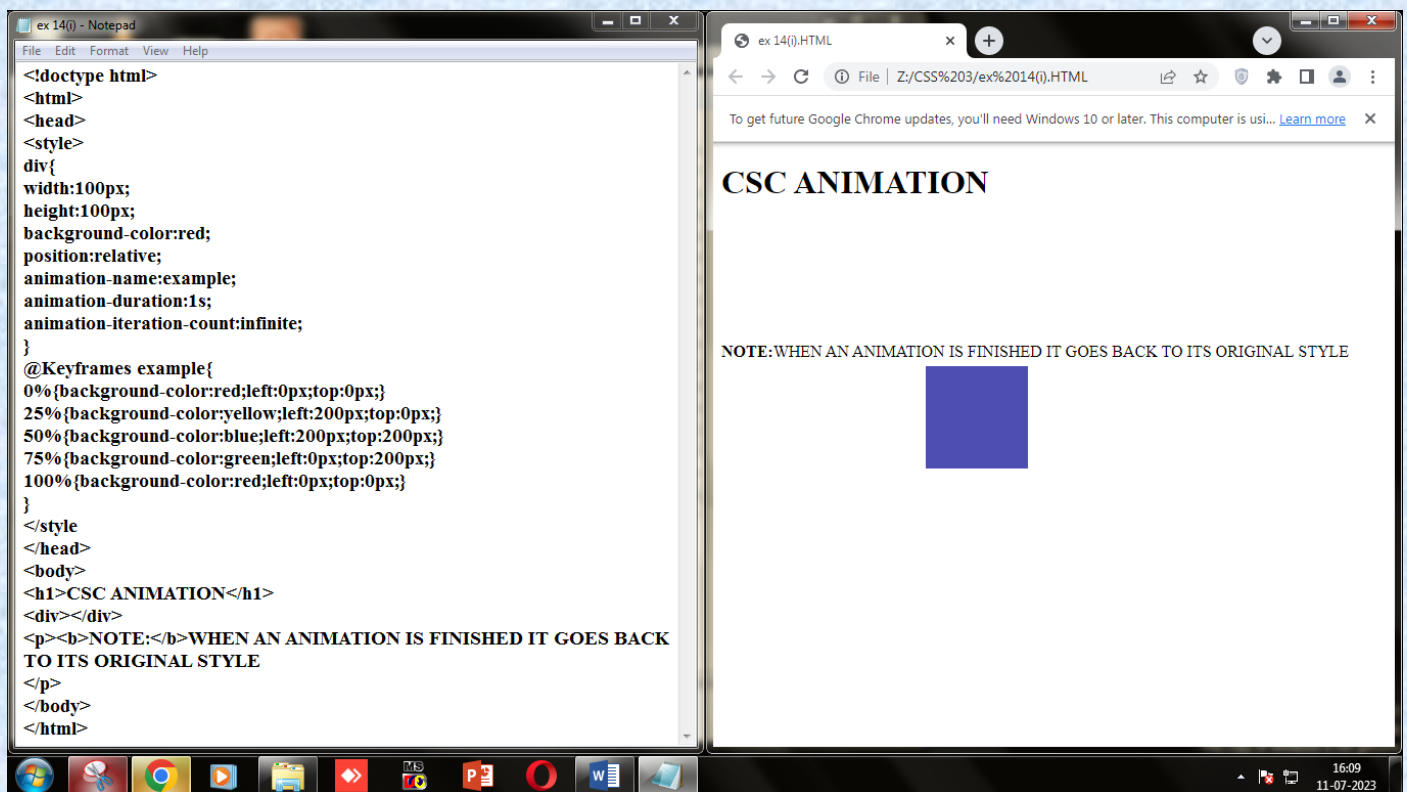 ex 14(i) - Notepad
File Edit Format View Help
<!doctype html>
<html>
<head>
<style>
div{
width:100px;
height:100px;
background-color:red;
position:relative;
animation-name:example;
animation-duration:1s;
animation-iteration-count:infinite;
}
@Keyframes example{
0%{background-color:red;left:0px;top:0px;}
25%{background-color:yellow;left:200px;top:0px;}
50%{background-color:blue;left:200px;top:200px;}
75%{background-color:green;left:0px;top:200px;}
100%{background-color:red;left:0px;top:0px;}
}
</style
</head>
<body>
<h1>CSC ANIMATION</h1>
<div></div>
<p><b>NOTE:</b>WHEN AN ANIMATION IS FINISHED IT GOES BACK
TO ITS ORIGINAL STYLE
</p>
</body>
</html>
ex 14(i).HTML
File Z:/CSS%203/ex%2014(i).HTML
To get future Google Chrome updates, you'll need Windows 10 or later. This computer is usi... Learn more
CSC ANIMATION
NOTE:WHEN AN ANIMATION IS FINISHED IT GOES BACK TO ITS ORIGINAL STYLE
MS
P
W
16:09
11-07-2023